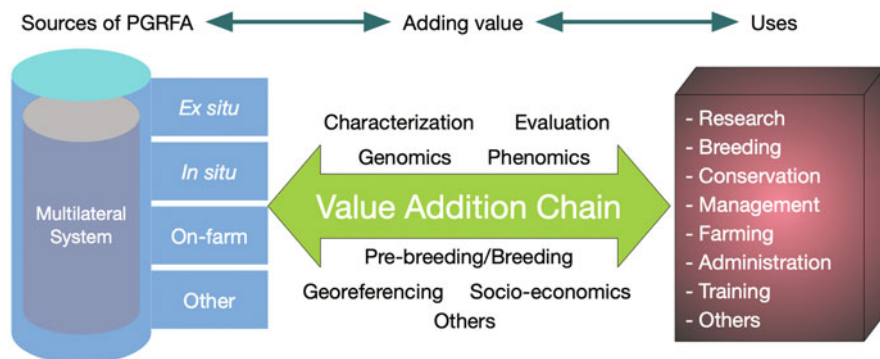 Sources of PGRFA Adding value Uses
Multilateral
System
Ex situ
In situ
On-farm
Other
Characterization Evaluation
Genomics Phenomics
Value Addition Chain
Pre-breeding/Breeding
Georeferencing Socio-economics
Others
- Research
- Breeding
- Conservation
- Management
- Farming
- Administration
- Training
- Others